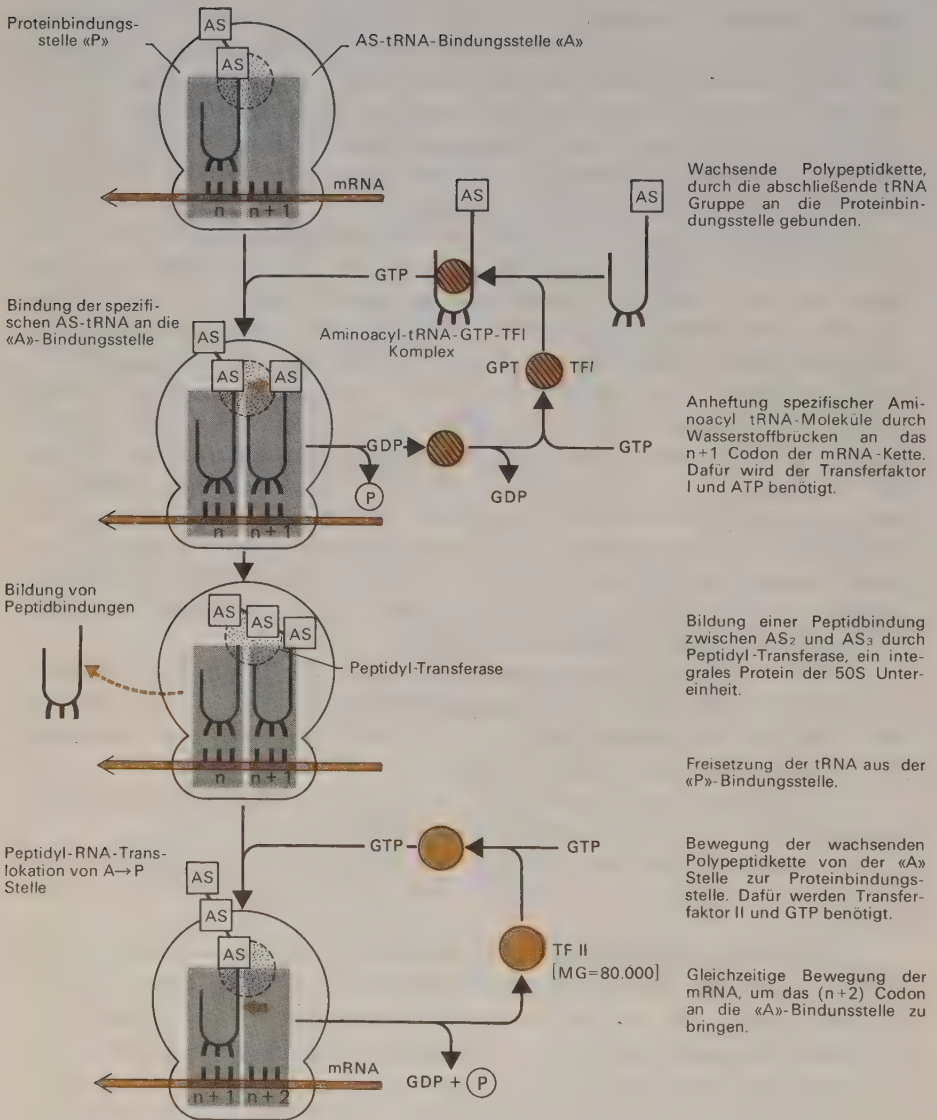 Proteinbindungs-
stelle «P»
AS
AS
AS-tRNA-Bindungsstelle «A»
mRNA
n n+1
Wachsende Polypeptidkette,
durch die abschließende tRNA
Gruppe an die Proteinbin-
dungsstelle gebunden.
AS
AS
GTP
Aminoacyl-tRNA-GTP-TFI
Komplex
Bindung der spezifi-
schen AS-tRNA an die
«A»-Bindungsstelle
AS
AS
AS
GPT
TFI
GDP
GTP
P
GDP
n n+1
Anheftung spezifischer Ami-
noacyl tRNA-Moleküle durch
Wasserstoffbrücken an das
n+1 Codon der mRNA-Kette.
Dafür wird der Transferfaktor
I und ATP benötigt.
Bildung von
Peptidbindungen
AS
AS
AS
Peptidyl-Transferase
n n+1
Bildung einer Peptidbindung
zwischen AS₂ und AS₃ durch
Peptidyl-Transferase, ein inte-
grales Protein der 50S Unter-
einheit.
Freisetzung der tRNA aus der
«P»-Bindungsstelle.
Peptidyl-RNA-Trans-
lokation von A→P
Stelle
GTP
GTP
AS
AS
AS
TF II
[MG=80.000]
mRNA
GDP + P
n+1 n+2
Bewegung der wachsenden
Polypeptidkette von der «A»
Stelle zur Proteinbindungs-
stelle. Dafür werden Transfer-
faktor II und GTP benötigt.
Gleichzeitige Bewegung der
mRNA, um das (n+2) Codon
an die «A»-Bindunsstelle zu
bringen.